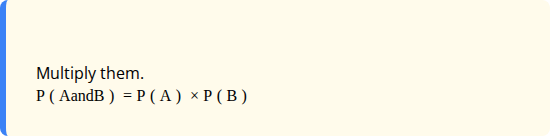 Multiply them.
P ( AandB ) = P ( A ) × P ( B )